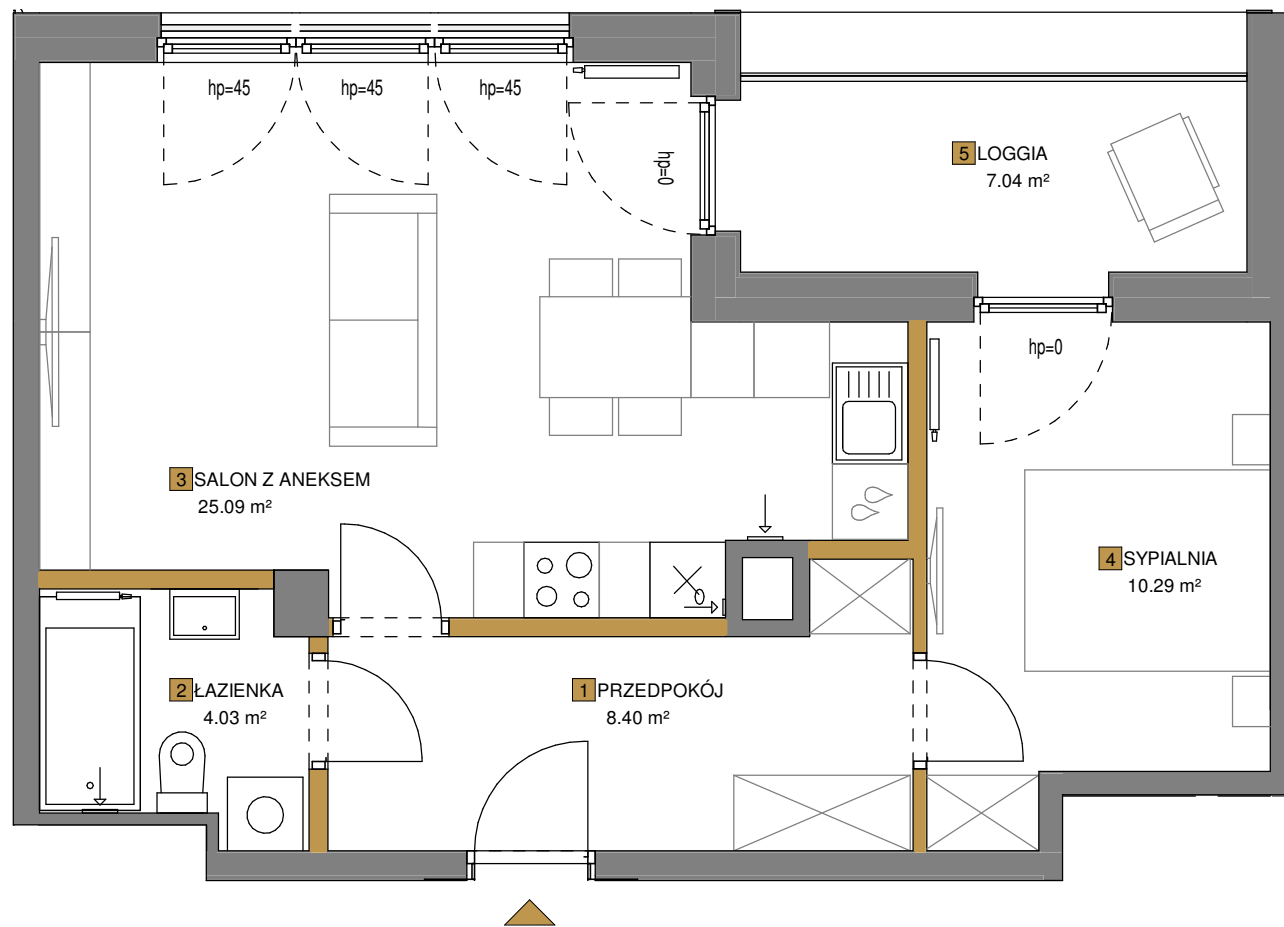 hp=45
hp=45
hp=45
hp=0
5 LOGGIA
7.04 m²
hp=0
3 SALON Z ANEKSEM
25.09 m²
4 SYPIALNIA
10.29 m²
2 ŁAZIENKA
4.03 m²
1 PRZEDPOKÓJ
8.40 m²